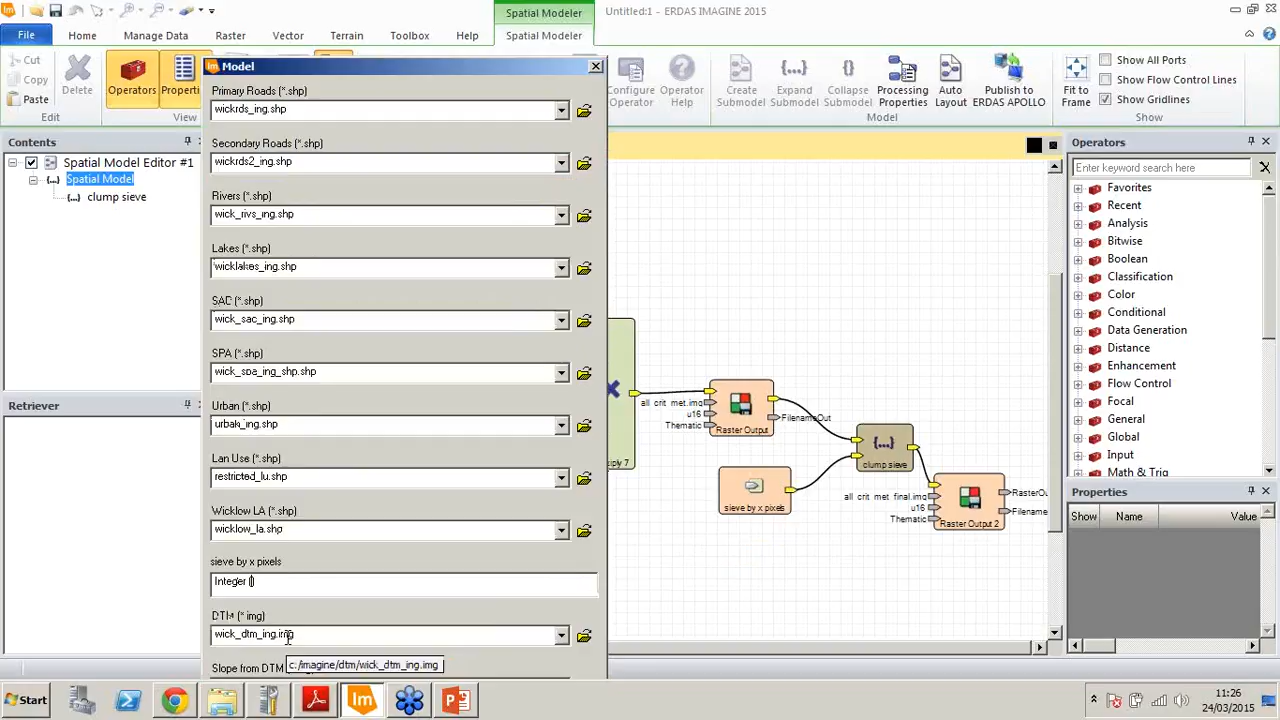 Spatial Modeler
Untitled:1 - ERDAS IMAGINE 2015
File
Home
Manage Data
Raster
Vector
Terrain
Toolbox
Help
Spatial Modeler
Cut
Copy
Paste
Edit
Delete
Operators
View
Configure
Operator
Operator
Help
Create
Submodel
Expand
Submodel
Collapse
Submodel
Processing
Properties
Auto
Layout
Publish to
ERDAS APOLLO
Model
Fit to
Frame
Show All Ports
Show Flow Control Lines
Show Gridlines
Show
Contents
Spatial Model Editor #1
Spatial Model
clump sieve
Retriever
Model
Primary Roads (*.shp)
wickrds_ing.shp
Secondary Roads (*.shp)
wickrds2_ing.shp
Rivers (*.shp)
wick_rivs_ing.shp
Lakes (*.shp)
wicklakes_ing.shp
SAC (*.shp)
wick_sac_ing.shp
SPA (*.shp)
wick_spa_ing_shp.shp
Urban (*.shp)
urbak_ing.shp
Lan Use (*.shp)
restricted_lu.shp
Wicklow LA (*.shp)
wicklow_la.shp
sieve by x pixels
Integer ()
DTM (*.img)
wick_dtm_ing.img
c:/imagine/dtm/wick_dtm_ing.img
Slope from DTM
ply 7
all crit met.img
u16
Thematic
FilenameOut
Raster Output
sieve by x pixels
clump sieve
all crit met final.img
u16
Thematic
RasterOu
Filename
Raster Output 2
Operators
Enter keyword search here
Favorites
Recent
Analysis
Bitwise
Boolean
Classification
Color
Conditional
Data Generation
Distance
Enhancement
Flow Control
Focal
General
Global
Input
Math & Trig
Properties
Show
Name
Value
Start
11:26
24/03/2015